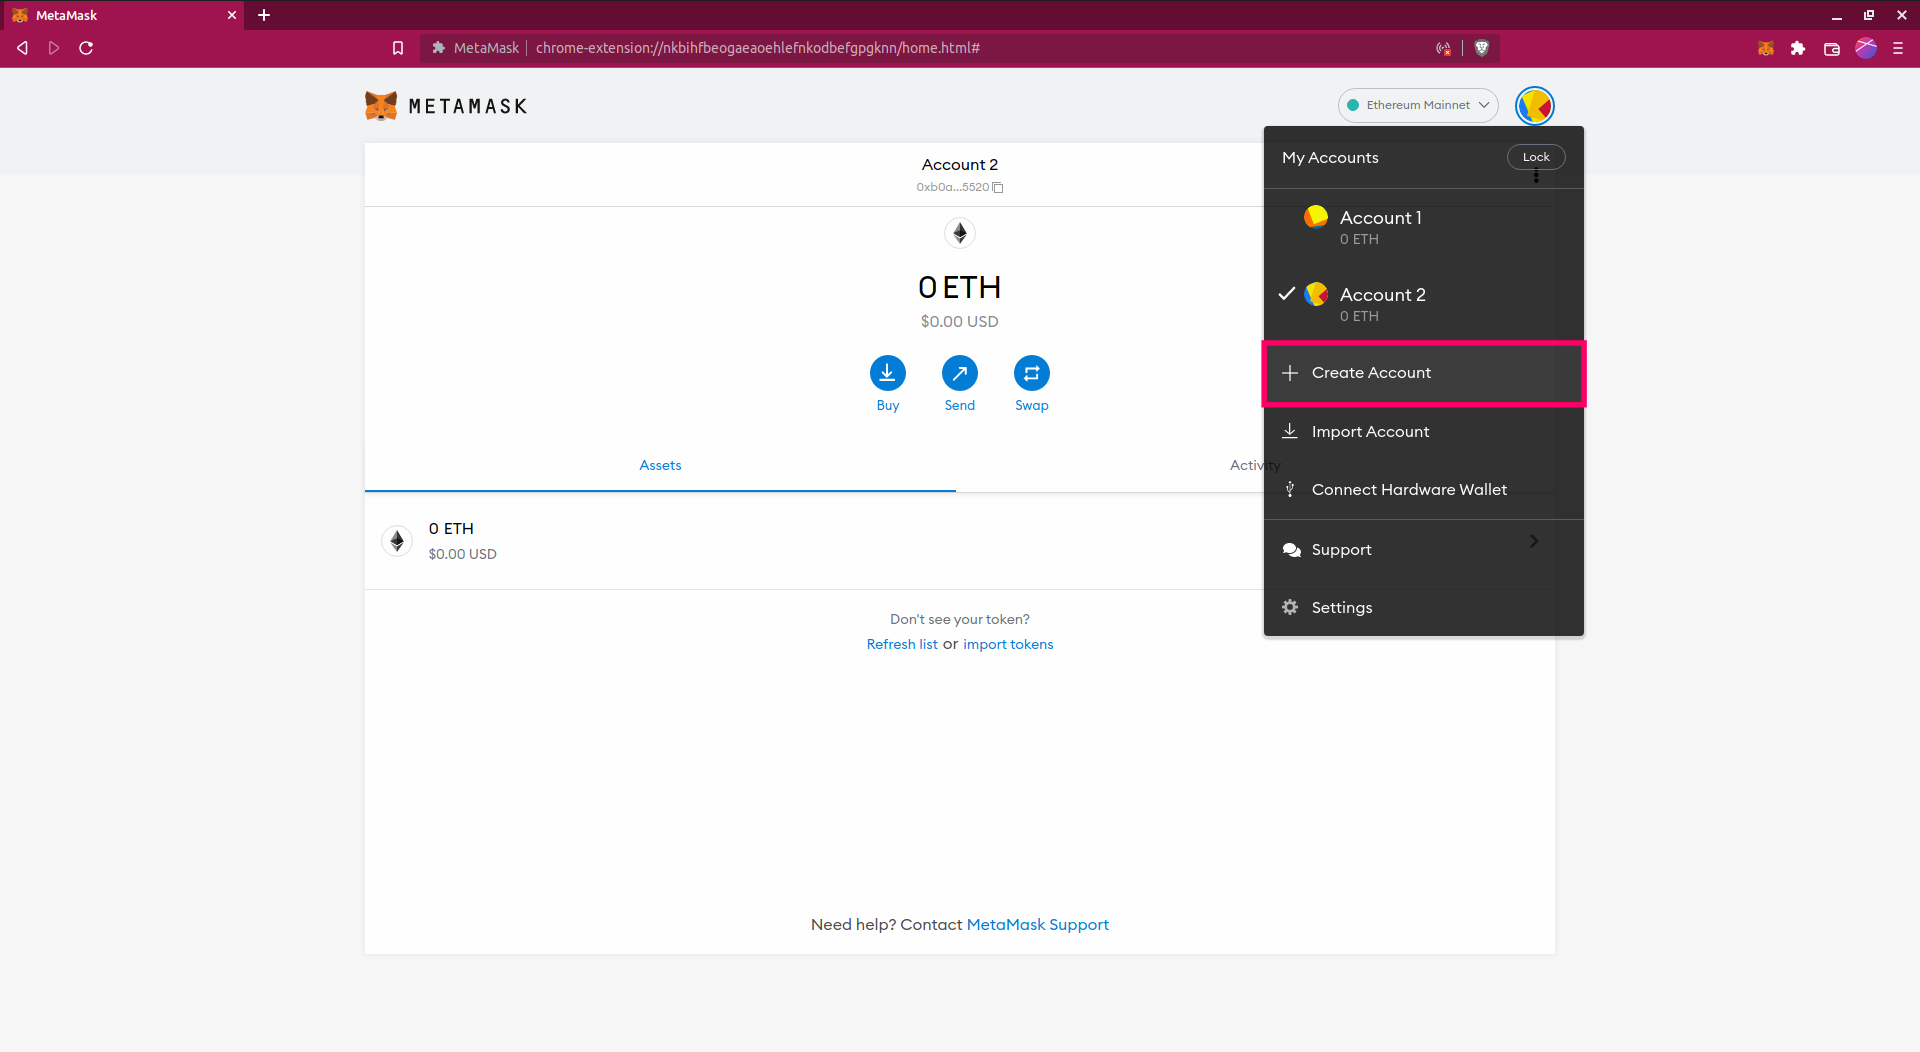 MetaMask
MetaMask chrome-extension://nkbihfbeogaeaoehlefnkodbefgpgknn/home.html#
METAMASK
Ethereum Mainnet
My Accounts
Lock
Account 1
0 ETH
Account 2
0 ETH
Create Account
Import Account
Connect Hardware Wallet
Support
Settings
Account 2
0xb0a...5520
0 ETH
$0.00 USD
Buy
Send
Swap
Assets
Activity
0 ETH
$0.00 USD
Don't see your token?
Refresh list or import tokens
Need help? Contact MetaMask Support